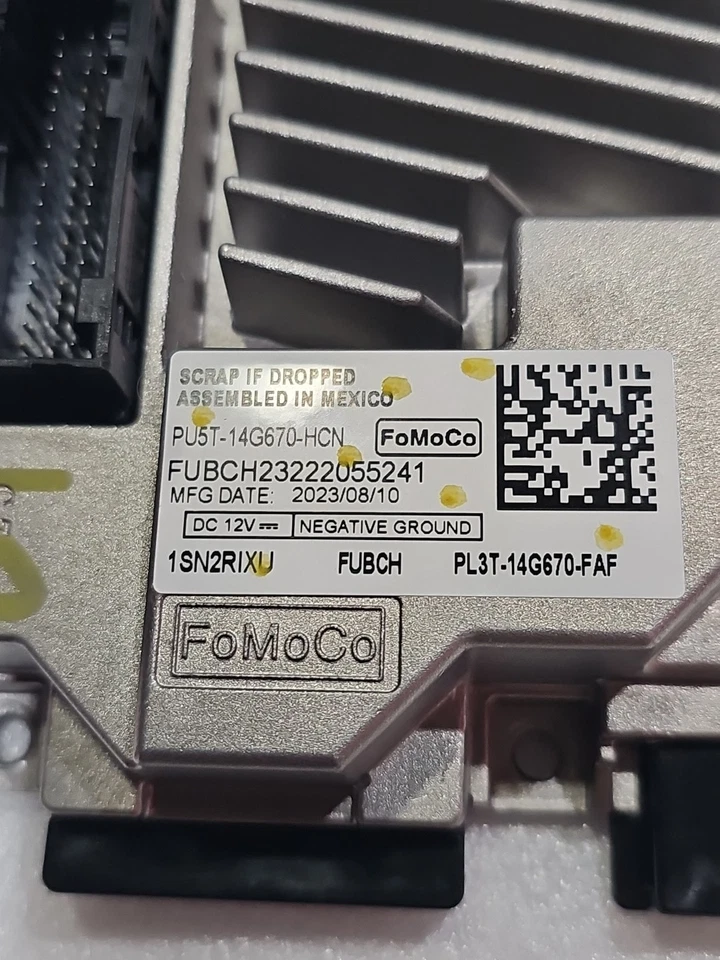 SCRAP IF DROPPED
ASSEMBLED IN MEXICO
PU5T-14G670-HCN FoMoCo
FUBCH23222055241
MFG DATE: 2023/08/10
DC 12V⎓ NEGATIVE GROUND
1SN2RIXU FUBCH PL3T-14G670-FAF
FoMoCo